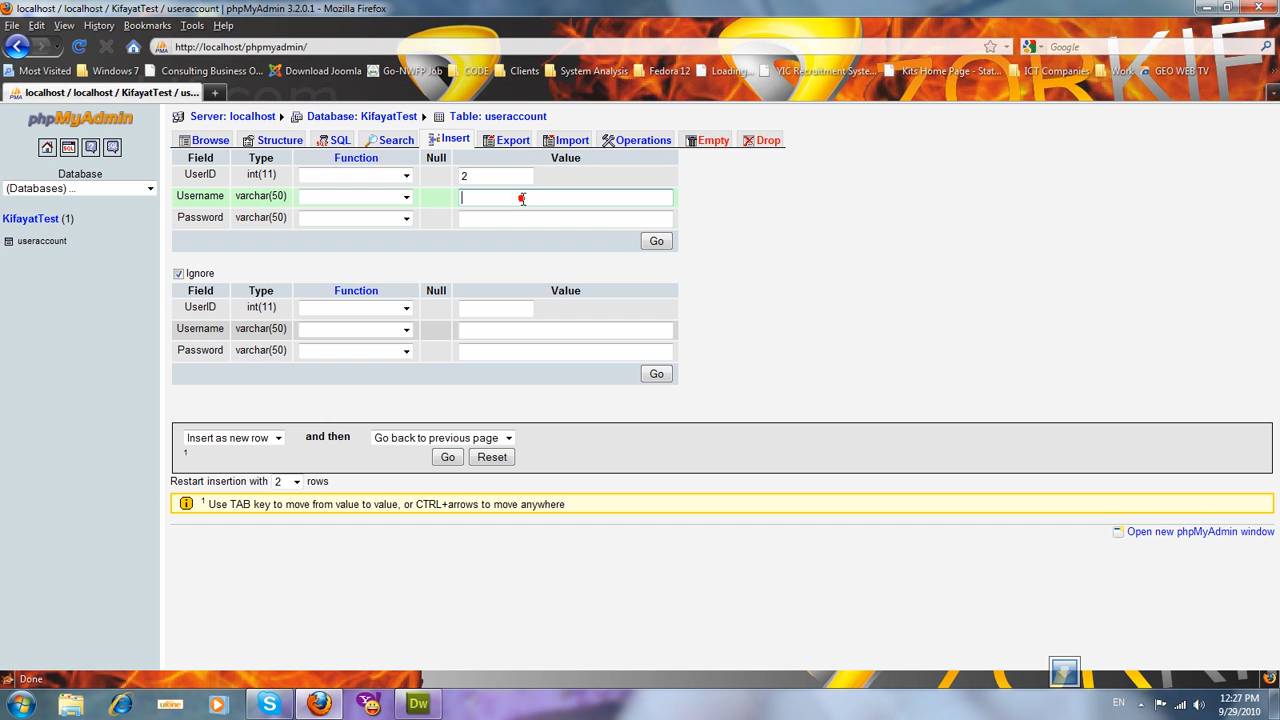 localhost / localhost / KifayatTest / useraccount | phpMyAdmin 3.2.0.1 - Mozilla Firefox
File Edit View History Bookmarks Tools Help
http://localhost/phpmyadmin/
Google
Most Visited Windows 7 Consulting Business O... Download Joomla Go-NWFP Job CODE Clients System Analysis Fedora 12 Loading... VIC Recruitment Syste... Kits Home Page - Stat... ICT Companies Work GEO WEB TV
localhost / localhost / KifayatTest / us...
phpMyAdmin
Server: localhost Database: KifayatTest Table: useraccount
Browse Structure SQL Search Insert Export Import Operations Empty Drop
Database
(Databases) ...
KifayatTest (1)
useraccount
Field Type Function Null Value
UserID int(11) 2
Username varchar(50)
Password varchar(50)
Go
Ignore
Field Type Function Null Value
UserID int(11)
Username varchar(50)
Password varchar(50)
Go
Insert as new row and then Go back to previous page
1
Go Reset
Restart insertion with 2 rows
1 Use TAB key to move from value to value, or CTRL+arrows to move anywhere
Open new phpMyAdmin window
Done
ufone
Dw
EN
12:27 PM
9/29/2010